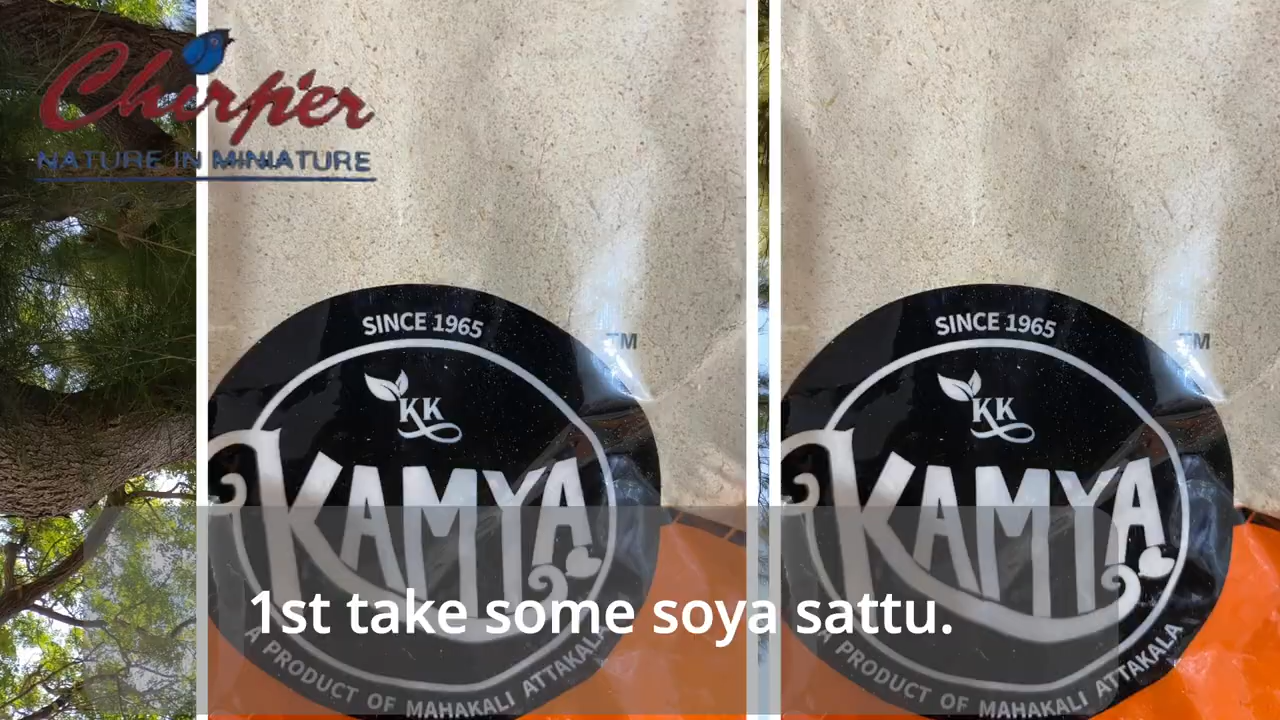 Chirpier
NATURE IN MINIATURE
SINCE 1965
TM
KK
KAMYA
A PRODUCT OF MAHAKALI ATTAKALA
SINCE 1965
TM
KK
KAMYA
A PRODUCT OF MAHAKALI ATTAKALA
1st take some soya sattu.